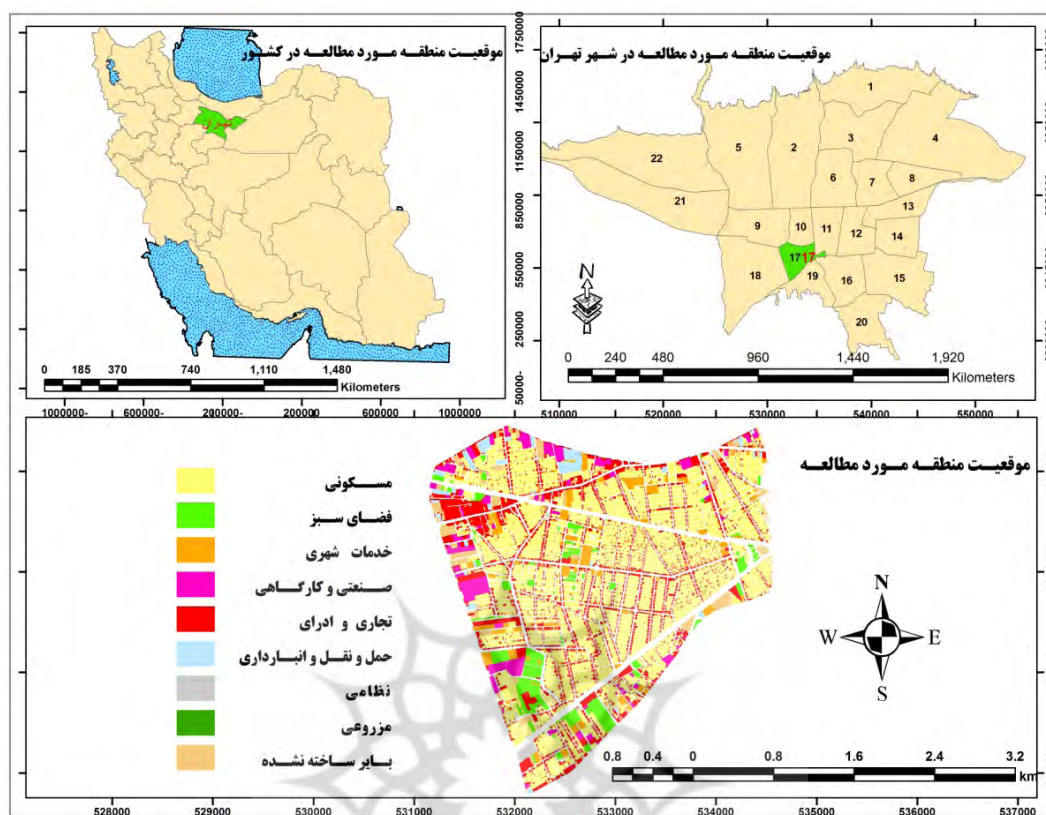 موقعیت منطقه مورد مطالعه در کشور
تهران
0 185 370 740 1,110 1,480
Kilometers
1000000- 600000- 200000- 200000 600000 1000000
1750000
1450000
1150000
850000
550000
250000
50000-
موقعیت منطقه مورد مطالعه در شهر تهران
1
2
3
4
5
6
7
8
9
10
11
12
13
14
15
16
17
17
18
19
20
21
22
N
0 240 480 960 1,440 1,920
Kilometers
510000 520000 530000 540000 550000
موقعیت منطقه مورد مطالعه
مسکونی
فضای سبز
خدمات شهری
صنعتی و کارگاهی
تجاری و ادرای
حمل و نقل و انبارداری
نظامی
مزروعی
بایر ساخته نشده
N
W E
S
0.8 0.4 0 0.8 1.6 2.4 3.2
km
528000 529000 530000 531000 532000 533000 534000 535000 536000 537000